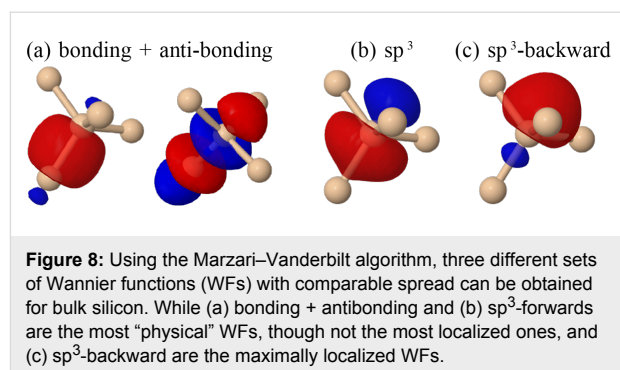 (a) bonding + anti-bonding (b) sp³ (c) sp³-backward
Figure 8: Using the Marzari–Vanderbilt algorithm, three different sets
of Wannier functions (WFs) with comparable spread can be obtained
for bulk silicon. While (a) bonding + antibonding and (b) sp³-forwards
are the most “physical” WFs, though not the most localized ones, and
(c) sp³-backward are the maximally localized WFs.